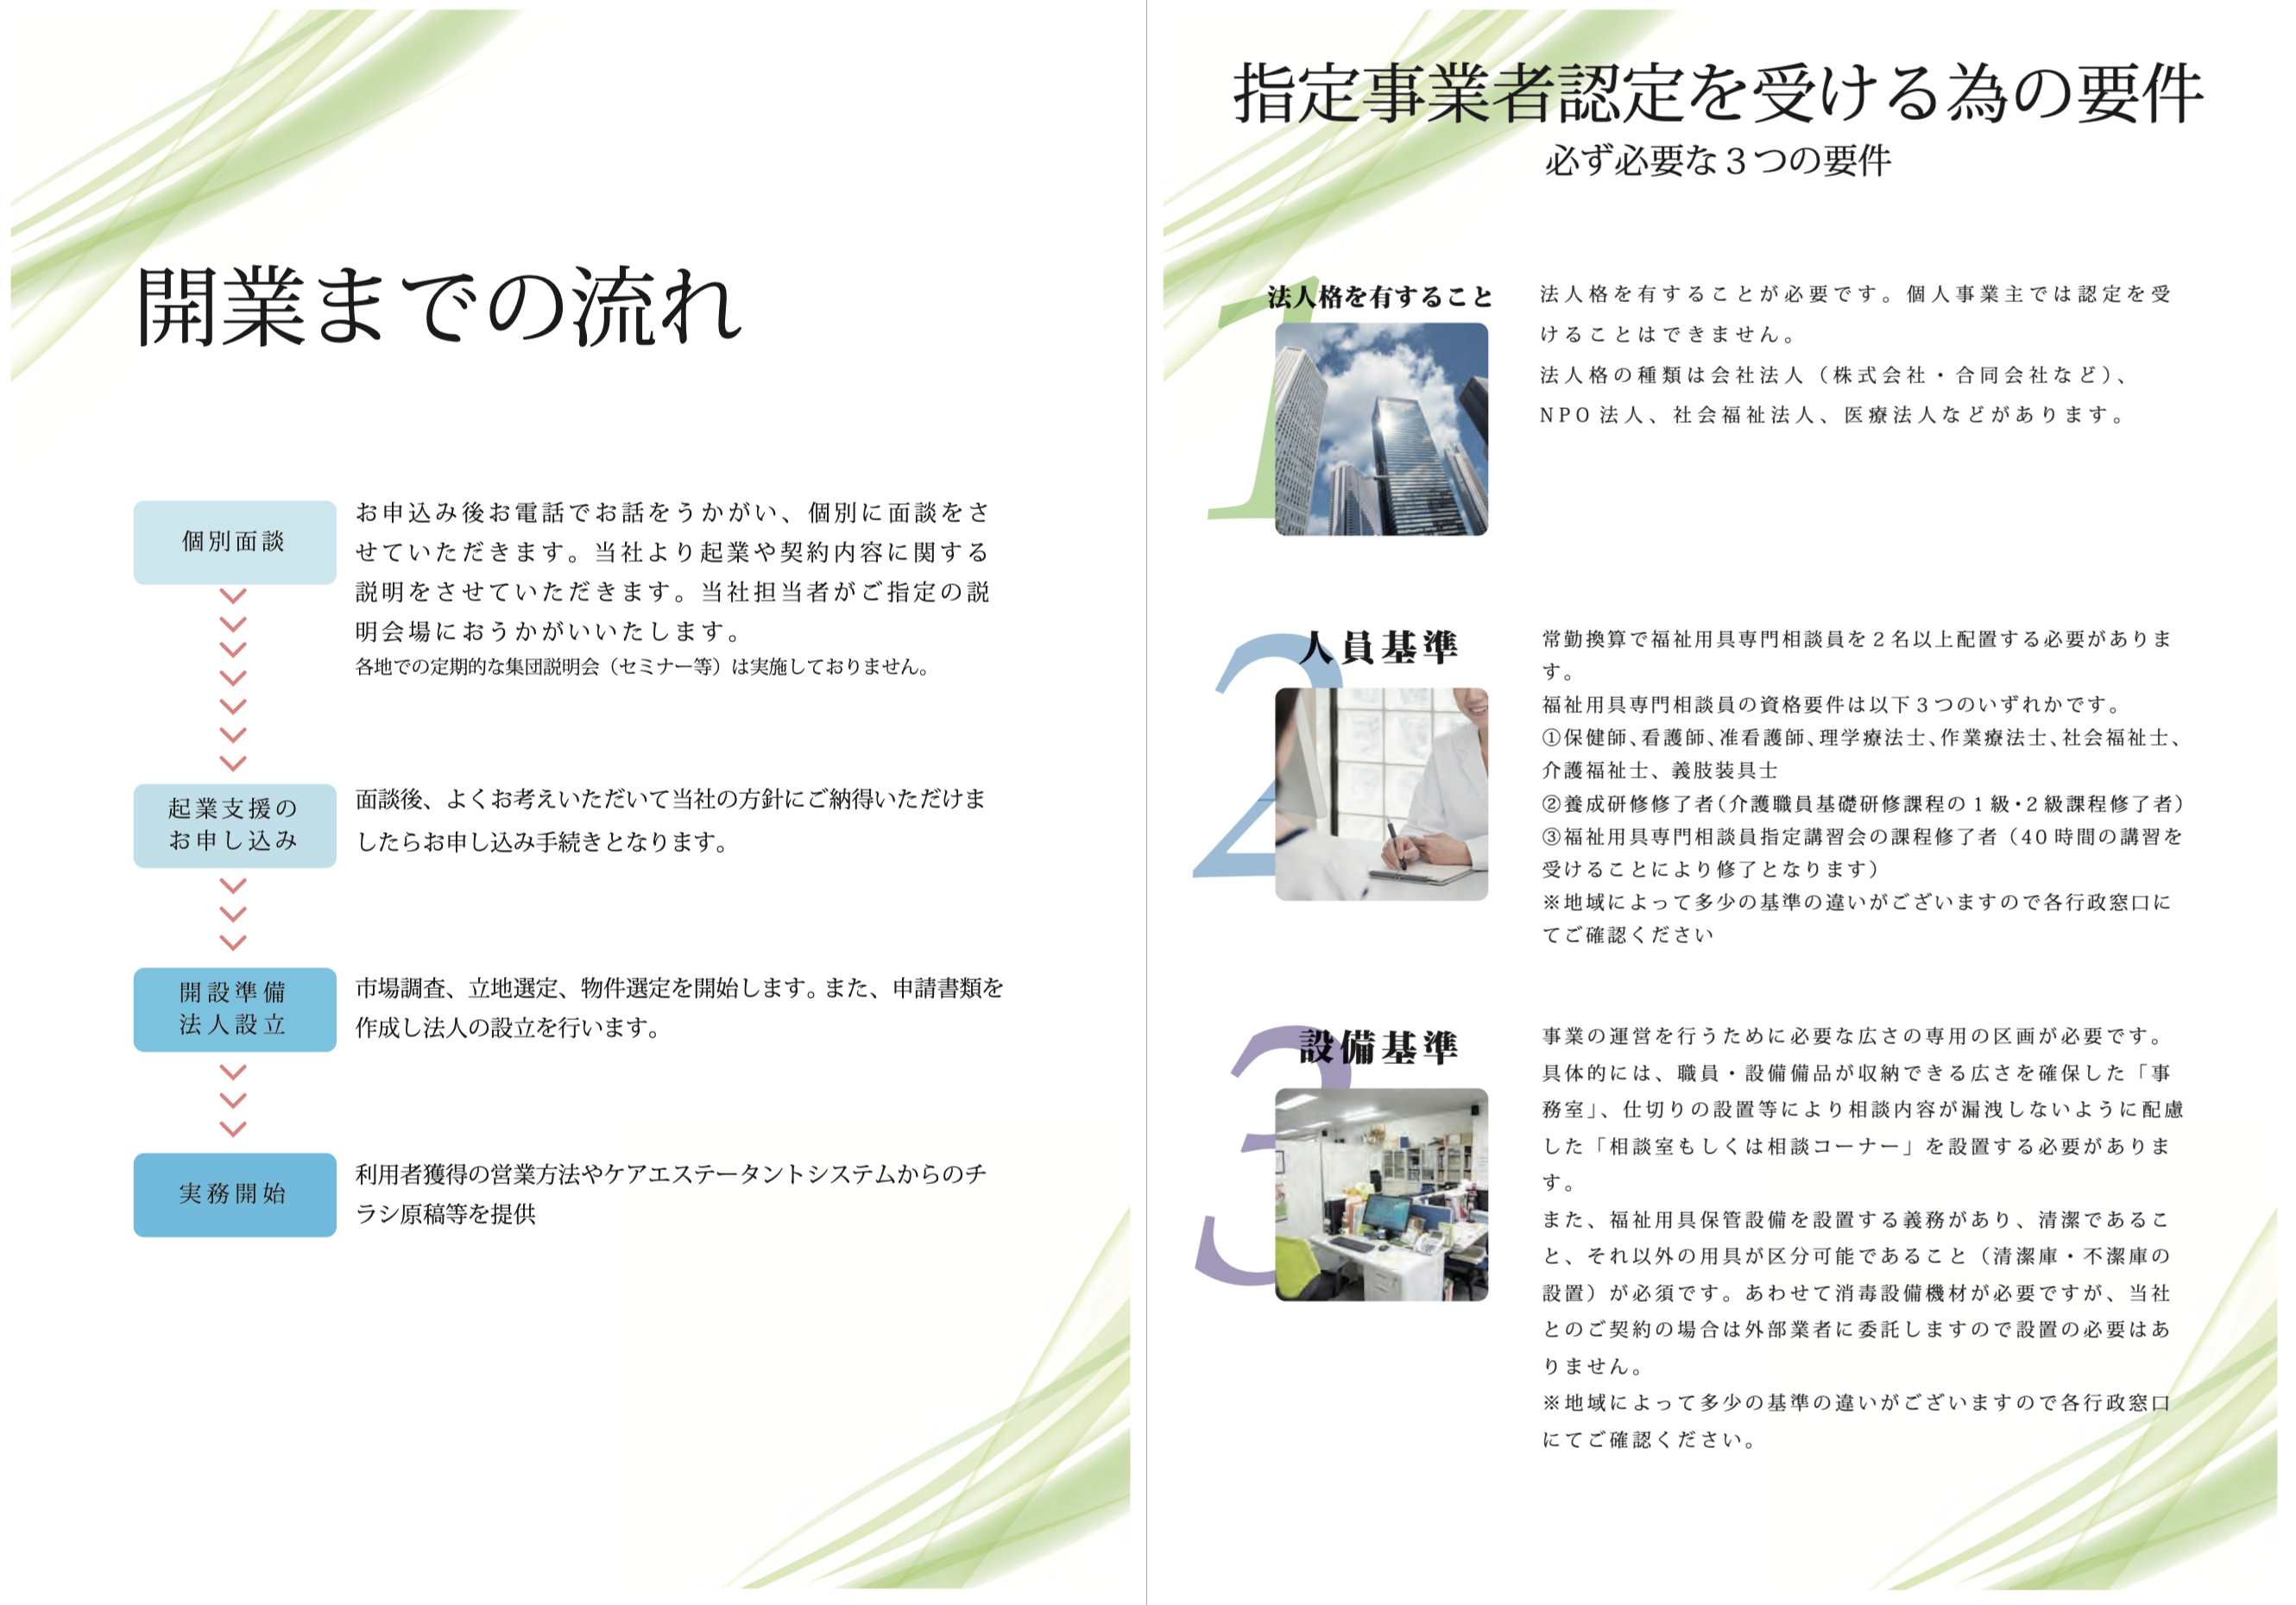 開業までの流れ
個別面談
お申込み後お電話でお話をうかがい、個別に面談をさ
せていただきます。当社より起業や契約内容に関する
説明をさせていただきます。当社担当者がご指定の説
明会場におうかがいいたします。
各地での定期的な集団説明会（セミナー等）は実施しておりません。
起業支援の
お申し込み
面談後、よくお考えいただいて当社の方針にご納得いただけま
したらお申し込み手続きとなります。
開設準備
法人設立
市場調査、立地選定、物件選定を開始します。また、申請書類を
作成し法人の設立を行います。
実務開始
利用者獲得の営業方法やケアエステータントシステムからのチ
ラシ原稿等を提供
指定事業者認定を受ける為の要件
必ず必要な３つの要件
1
法人格を有すること
法人格を有することが必要です。個人事業主では認定を受
けることはできません。
法人格の種類は会社法人（株式会社・合同会社など）、
NPO 法人、社会福祉法人、医療法人などがあります。
2
人員基準
常勤換算で福祉用具専門相談員を２名以上配置する必要がありま
す。
福祉用具専門相談員の資格要件は以下３つのいずれかです。
①保健師、看護師、准看護師、理学療法士、作業療法士、社会福祉士、
介護福祉士、義肢装具士
②養成研修修了者（介護職員基礎研修課程の１級・２級課程修了者）
③福祉用具専門相談員指定講習会の課程修了者（40 時間の講習を
受けることにより修了となります）
※地域によって多少の基準の違いがございますので各行政窓口に
てご確認ください
3
設備基準
事業の運営を行うために必要な広さの専用の区画が必要です。
具体的には、職員・設備備品が収納できる広さを確保した「事
務室」、仕切りの設置等により相談内容が漏洩しないように配慮
した「相談室もしくは相談コーナー」を設置する必要がありま
す。
また、福祉用具保管設備を設置する義務があり、清潔であるこ
と、それ以外の用具が区分可能であること（清潔庫・不潔庫の
設置）が必須です。あわせて消毒設備機材が必要ですが、当社
とのご契約の場合は外部業者に委託しますので設置の必要はあ
りません。
※地域によって多少の基準の違いがございますので各行政窓口
にてご確認ください。